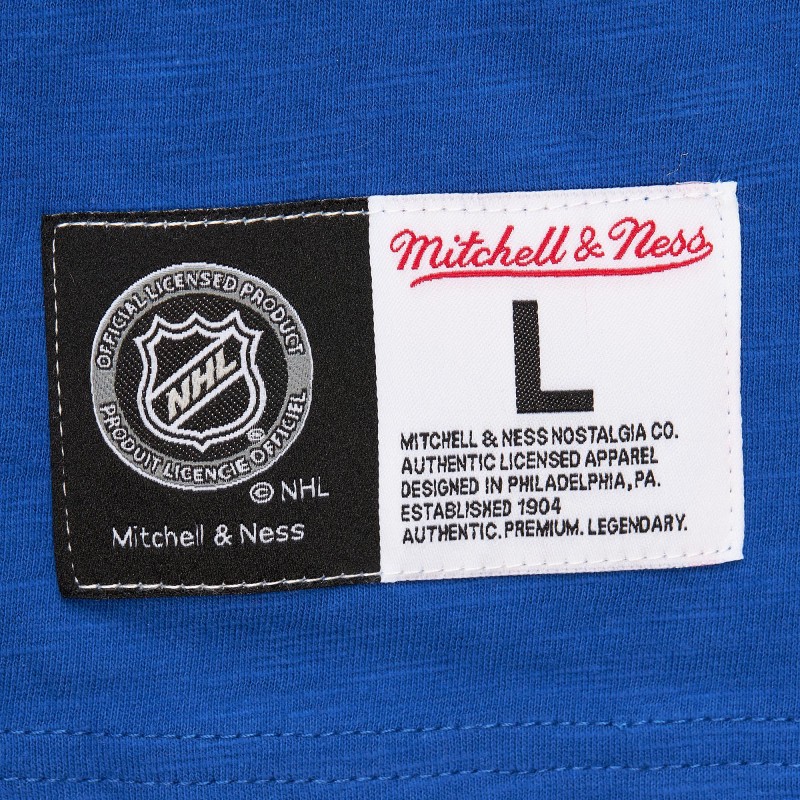 OFFICIAL LICENSED PRODUCT
NHL
PRODUIT LICENCIÉ OFFICIEL
© NHL
Mitchell & Ness
Mitchell & Ness
L
MITCHELL & NESS NOSTALGIA CO.
AUTHENTIC LICENSED APPAREL
DESIGNED IN PHILADELPHIA, PA.
ESTABLISHED 1904
AUTHENTIC. PREMIUM. LEGENDARY.